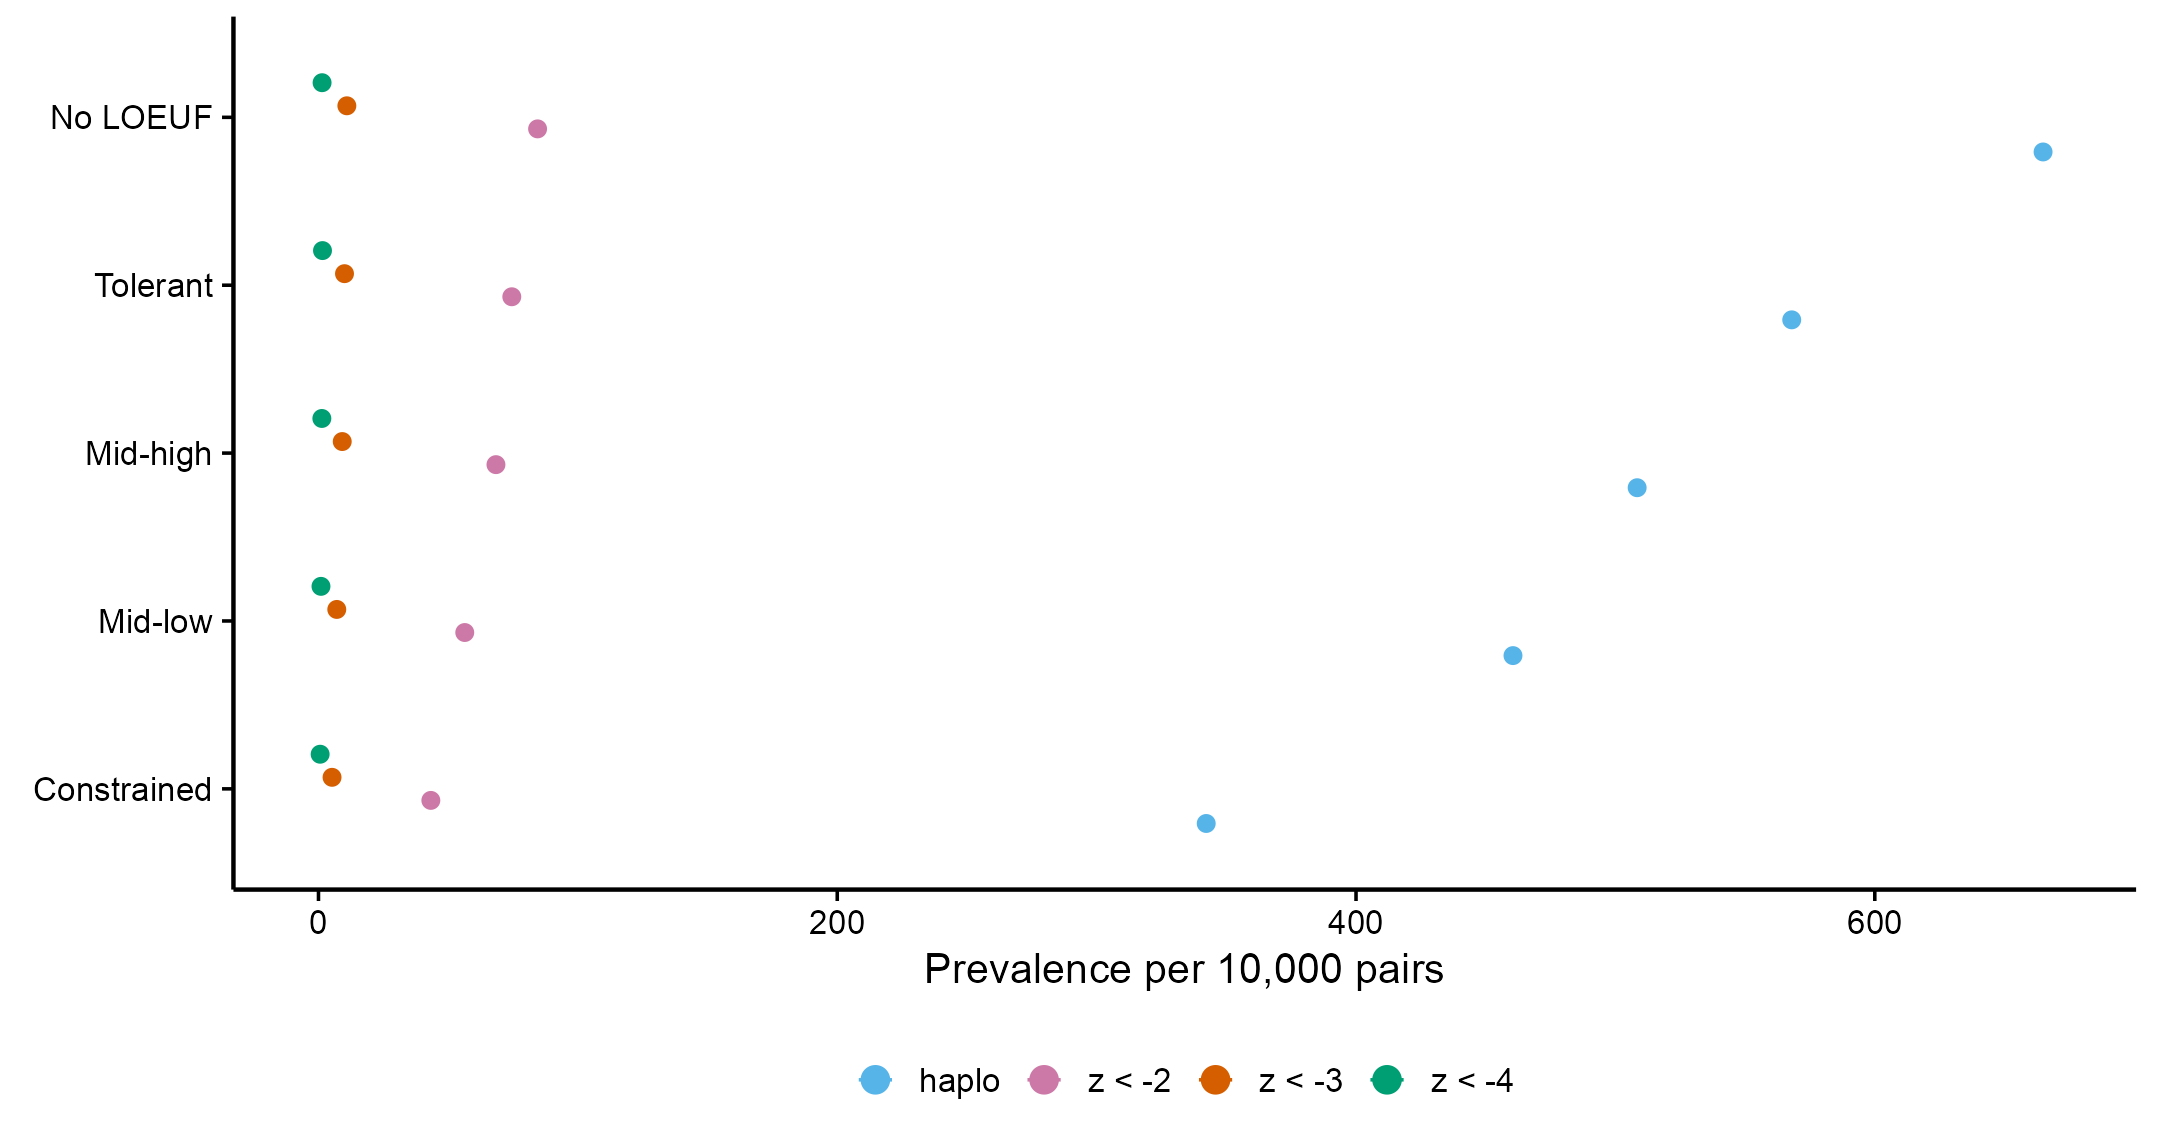 No LOEUF
Tolerant
Mid-high
Mid-low
Constrained
0 200 400 600
Prevalence per 10,000 pairs
haplo z < -2 z < -3 z < -4